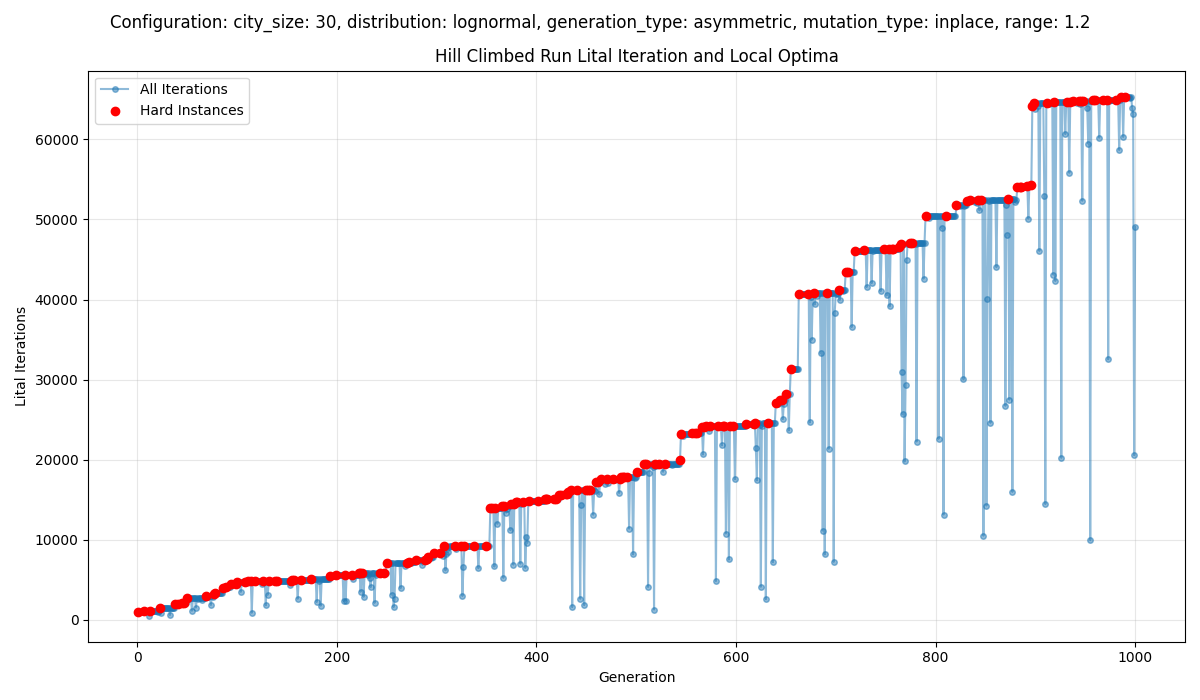 Configuration: city_size: 30, distribution: lognormal, generation_type: asymmetric, mutation_type: inplace, range: 1.2
Hill Climbed Run Lital Iteration and Local Optima
All Iterations
Hard Instances
Lital Iterations
60000
50000
40000
30000
20000
10000
0
0 200 400 600 800 1000
Generation